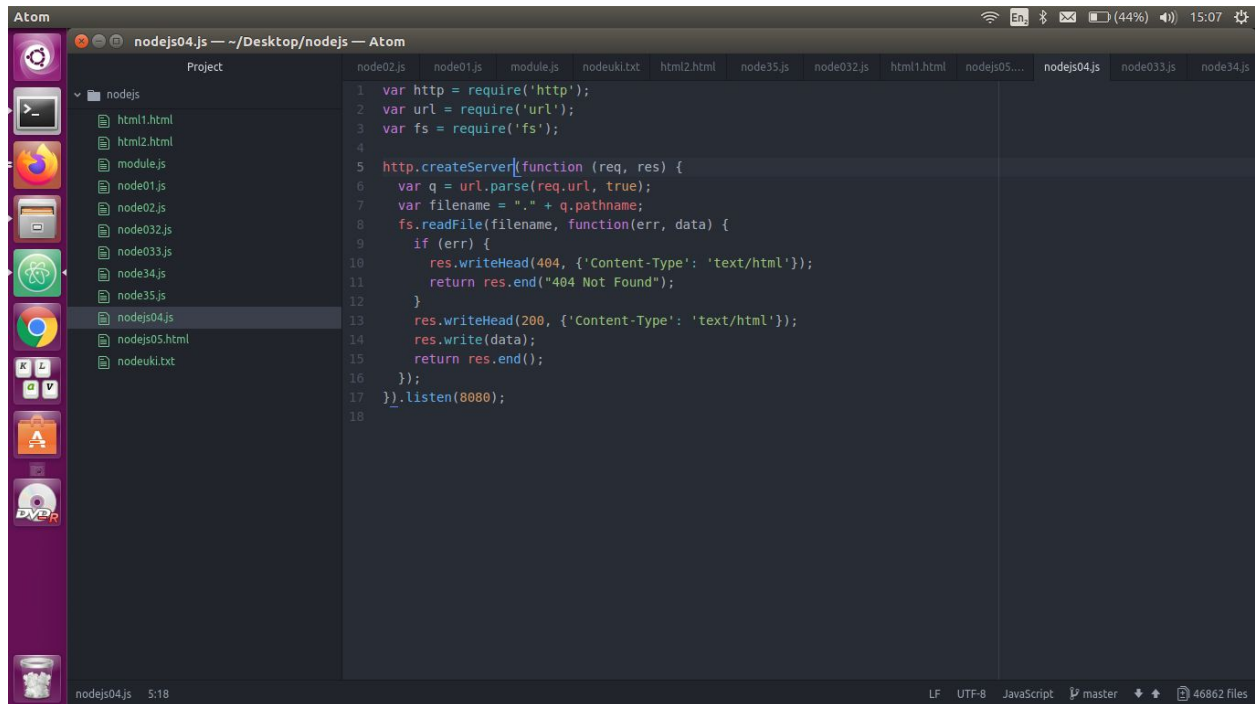 Atom
En2 (44%) 15:07
nodejs04.js — ~/Desktop/nodejs — Atom
Project
node02.js node01.js module.js nodeuki.txt html2.html node35.js node032.js html1.html nodejs05.... nodejs04.js node033.js node34.js
nodejs
html1.html
html2.html
module.js
node01.js
node02.js
node032.js
node033.js
node34.js
node35.js
nodejs04.js
nodejs05.html
nodeuki.txt
1 var http = require('http');
2 var url = require('url');
3 var fs = require('fs');
4
5 http.createServer(function (req, res) {
6 var q = url.parse(req.url, true);
7 var filename = "." + q.pathname;
8 fs.readFile(filename, function(err, data) {
9 if (err) {
10 res.writeHead(404, {'Content-Type': 'text/html'});
11 return res.end("404 Not Found");
12 }
13 res.writeHead(200, {'Content-Type': 'text/html'});
14 res.write(data);
15 return res.end();
16 });
17 }).listen(8080);
18
K L
a v
A
DVD R
nodejs04.js 5:18
LF UTF-8 JavaScript master 46862 files